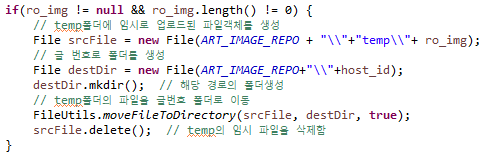 if(ro_img != null && ro_img.length() != 0) {
// temp폴더에 임시로 업로드된 파일객체를 생성
File srcFile = new File(ART_IMAGE_REPO + "\\"+"temp\\"+ ro_img);
// 글 번호로 폴더를 생성
File destDir = new File(ART_IMAGE_REPO+"\\"+host_id);
destDir.mkdir(); // 해당 경로의 폴더생성
// temp폴더의 파일을 글번호 폴더로 이동
FileUtils.moveFileToDirectory(srcFile, destDir, true);
srcFile.delete(); // temp의 임시 파일을 삭제함
}